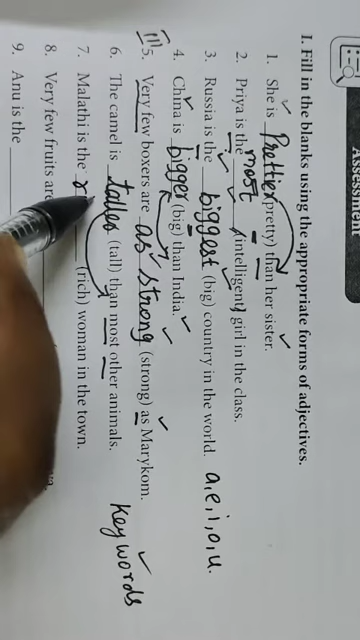 Assessment
I. Fill in the blanks using the appropriate forms of adjectives.
1. She is Prettier (pretty) than her sister.
2. Priya is the most (intelligent) girl in the class.
3. Russia is the biggest (big) country in the world. a, e, i, o, u.
4. China is bigger (big) than India.
5. Very few boxers are as strong (strong) as Marykom.
6. The camel is taller (tall) than most other animals. Key words
7. Malathi is the r (rich) woman in the town.
8. Very few fruits are
9. Anu is the